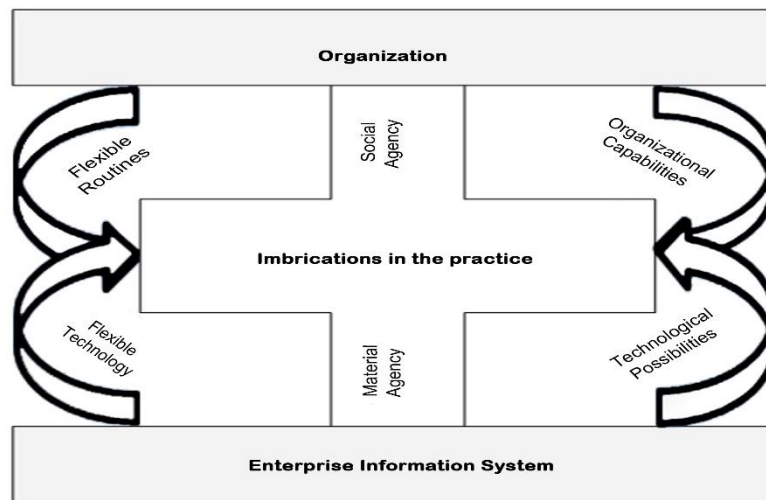 Organization
Social
Agency
Flexible
Routines
Organizational
Capabilities
Imbrications in the practice
Flexible
Technology
Material
Agency
Technological
Possibilities
Enterprise Information System